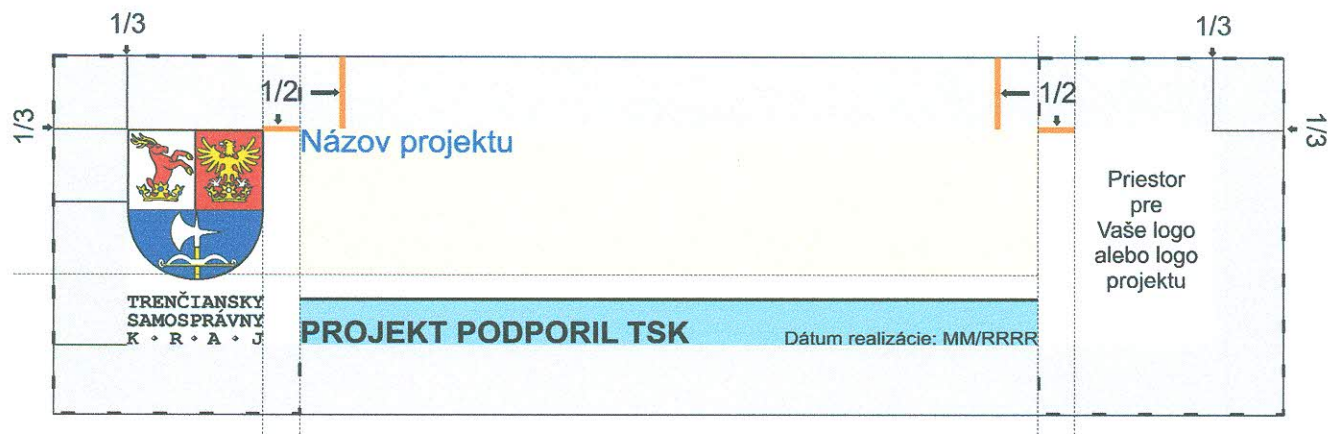 1/3
1/3
1/2
1/2
1/3
1/3
Názov projektu
Priestor
pre
Vaše logo
alebo logo
projektu
TRENČIANSKY
SAMOSPRÁVNY
K • R • A • J
PROJEKT PODPORIL TSK
Dátum realizácie: MM/RRRR